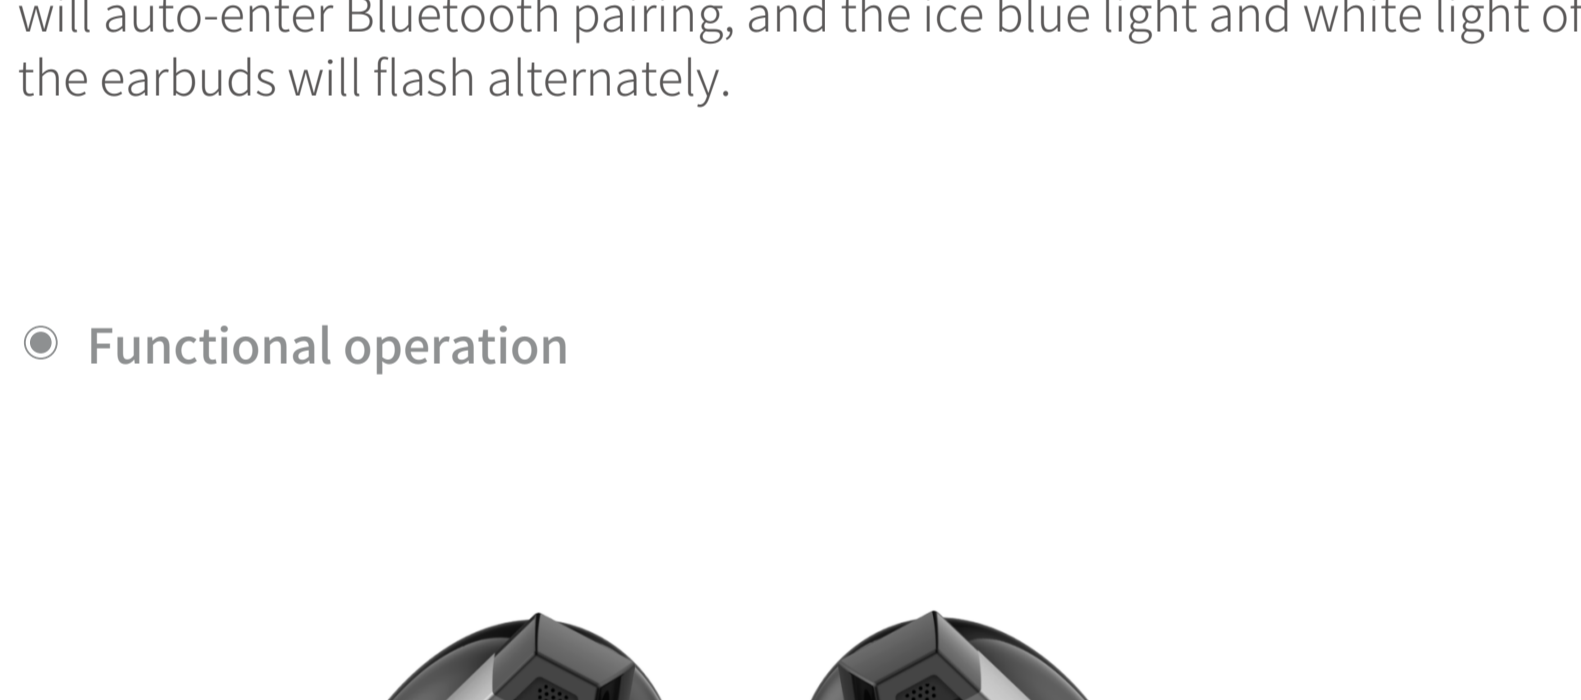 will auto-enter Bluetooth pairing, and the ice blue light and white light of
the earbuds will flash alternately.
Functional operation